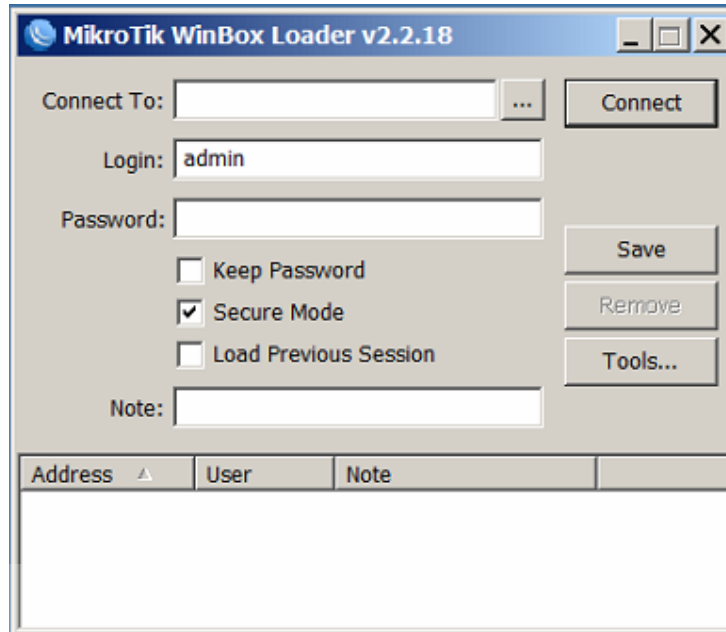 MikroTik WinBox Loader v2.2.18
Connect To: ... Connect
Login: admin
Password:
Save
Keep Password
Remove
Secure Mode
Load Previous Session
Tools...
Note:
Address User Note